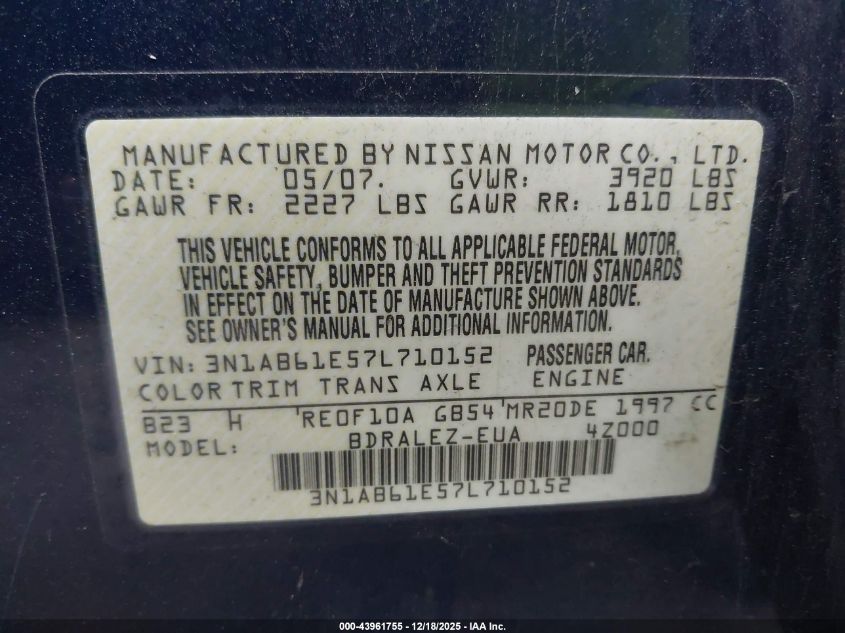 MANUFACTURED BY NISSAN MOTOR CO., LTD.
DATE: 05/07. GVWR: 3920 LBS
GAWR FR: 2227 LBS GAWR RR: 1810 LBS
THIS VEHICLE CONFORMS TO ALL APPLICABLE FEDERAL MOTOR,
VEHICLE SAFETY, BUMPER AND THEFT PREVENTION STANDARDS
IN EFFECT ON THE DATE OF MANUFACTURE SHOWN ABOVE.
SEE OWNER'S MANUAL FOR ADDITIONAL INFORMATION.
VIN: 3N1AB61E57L710152 PASSENGER CAR.
COLOR TRIM TRANS AXLE ENGINE
B23 H RE0F10A GB54 MR20DE 1997 CC
MODEL: BDRALEZ-EUA 4Z000
3N1AB61E57L710152
000-43961755 - 12/18/2025 - IAA Inc.